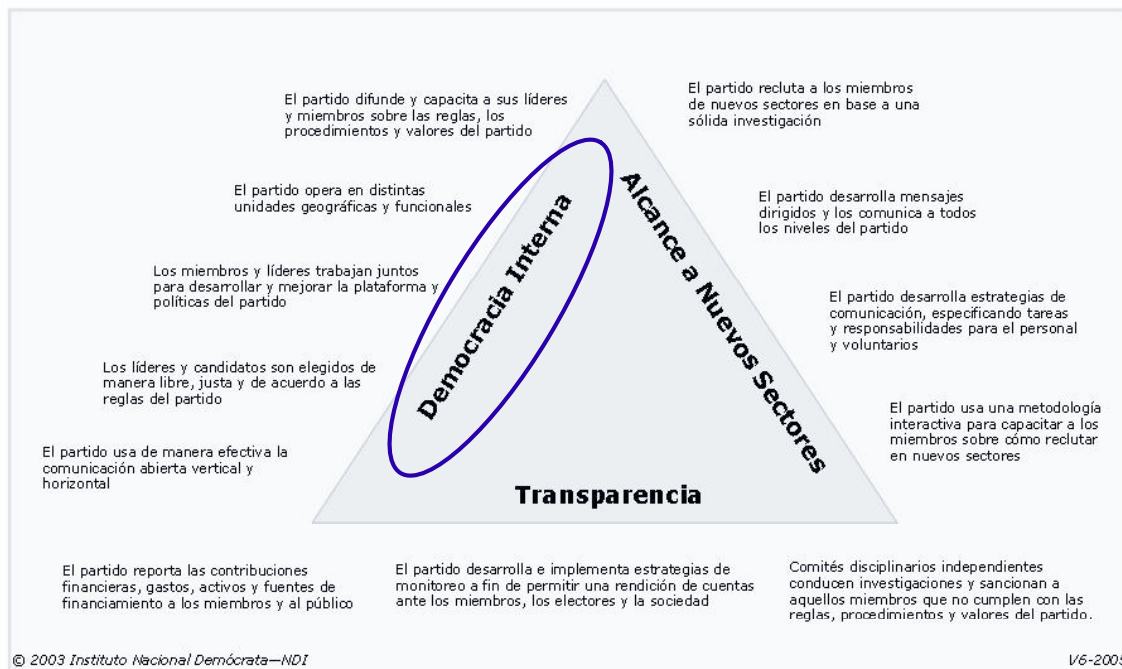 El partido difunde y capacita a sus líderes
y miembros sobre las reglas, los
procedimientos y valores del partido
El partido opera en distintas
unidades geográficas y funcionales
Los miembros y líderes trabajan juntos
para desarrollar y mejorar la plataforma y
políticas del partido
Los líderes y candidatos son elegidos de
manera libre, justa y de acuerdo a las
reglas del partido
El partido usa de manera efectiva la
comunicación abierta vertical y
horizontal
Democracia Interna
Alcance a Nuevos Sectores
Transparencia
El partido recluta a los miembros
de nuevos sectores en base a una
sólida investigación
El partido desarrolla mensajes
dirigidos y los comunica a todos
los niveles del partido
El partido desarrolla estrategias de
comunicación, especificando tareas
y responsabilidades para el personal
y voluntarios
El partido usa una metodología
interactiva para capacitar a los
miembros sobre cómo reclutar
en nuevos sectores
El partido reporta las contribuciones
financieras, gastos, activos y fuentes de
financiamiento a los miembros y al público
El partido desarrolla e implementa estrategias de
monitoreo a fin de permitir una rendición de cuentas
ante los miembros, los electores y la sociedad
Comités disciplinarios independientes
conducen investigaciones y sancionan a
aquellos miembros que no cumplen con las
reglas, procedimientos y valores del partido.
© 2003 Instituto Nacional Demócrata—NDI
V6-2005